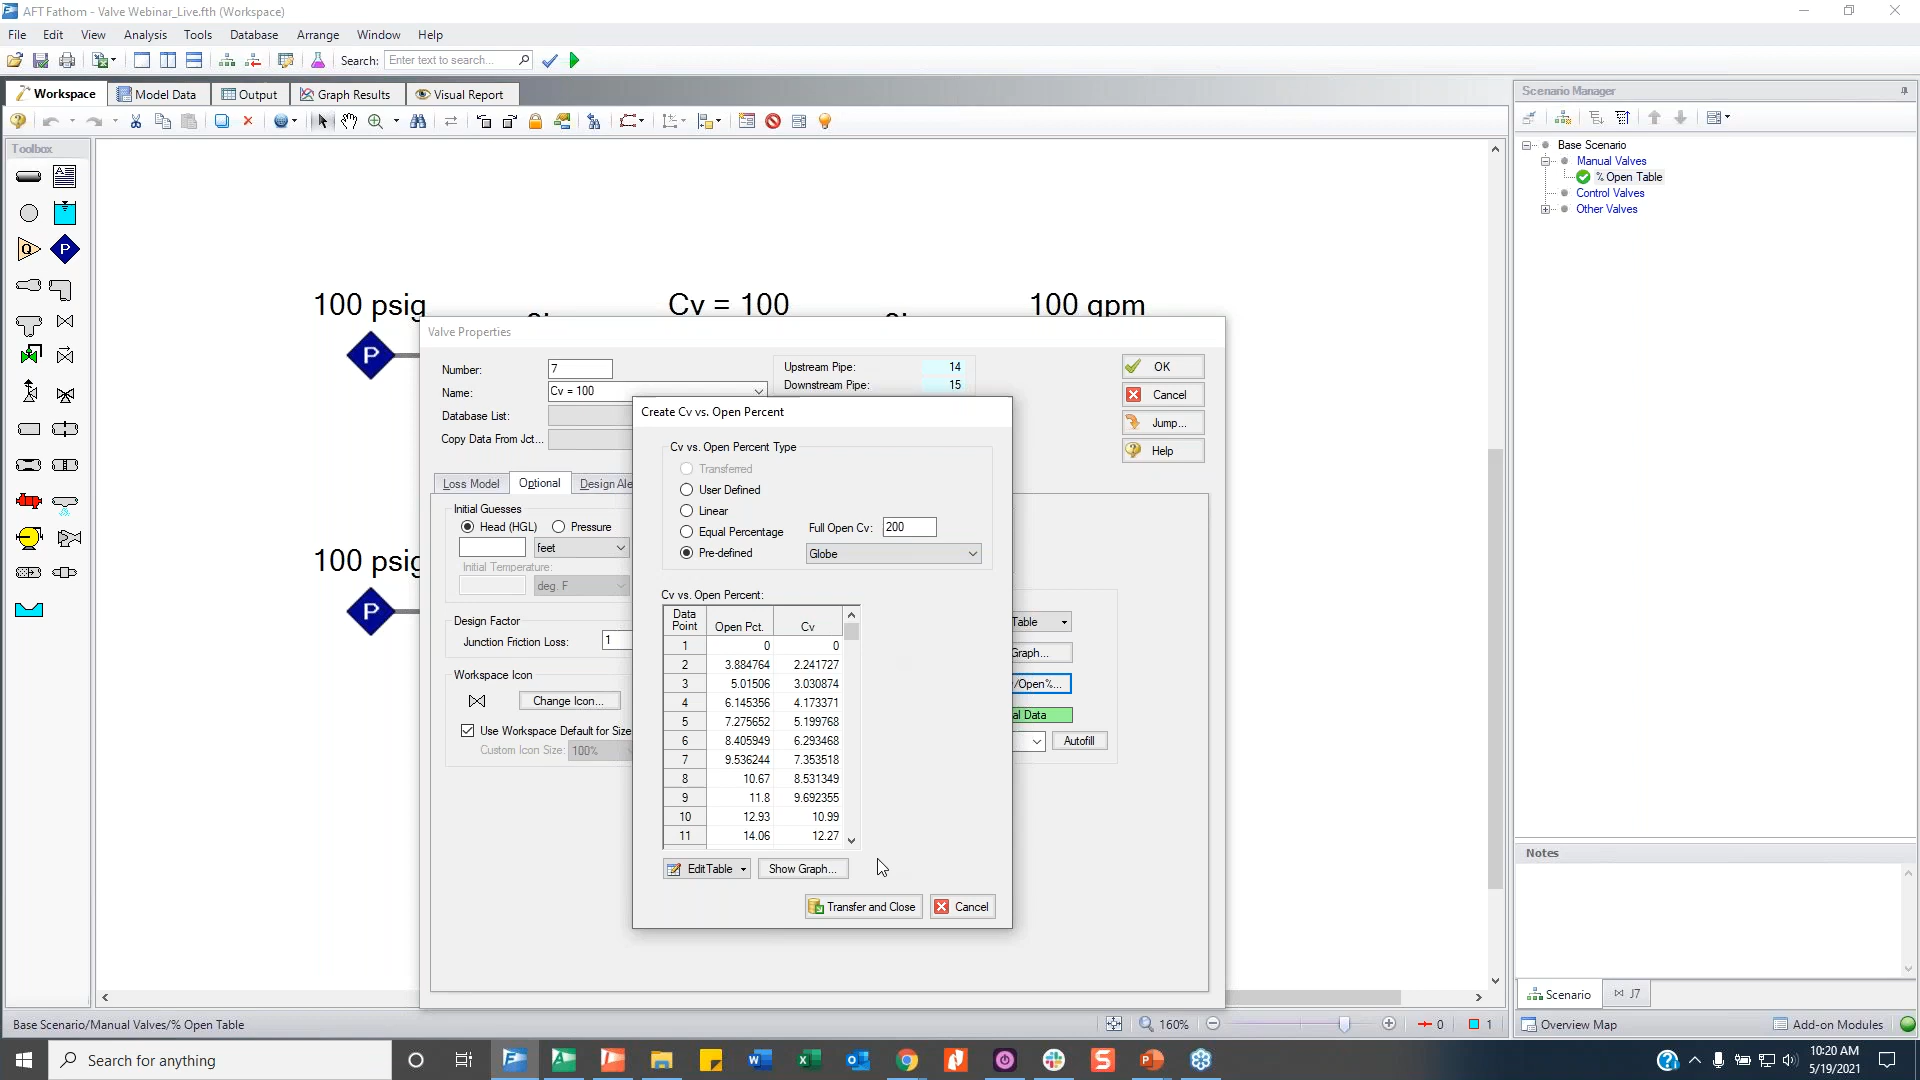 AFT Fathom - Valve Webinar_Live.fth (Workspace)
File Edit View Analysis Tools Database Arrange Window Help
Search: Enter text to search...
Workspace Model Data Output Graph Results Visual Report
Toolbox
100 psig Cv = 100 100 gpm
P
Valve Properties
Number: 7
Name: Cv = 100
Database List:
Copy Data From Jct...
Upstream Pipe: 14
Downstream Pipe: 15
OK
Cancel
Jump...
Help
Loss Model Optional Design Ale
Initial Guesses
Head (HGL) Pressure
feet
Initial Temperature:
deg. F
Design Factor
Junction Friction Loss: 1
Workspace Icon
Change Icon...
Use Workspace Default for Size
Custom Icon Size: 100%
100 psig
P
Create Cv vs. Open Percent
Cv vs. Open Percent Type
Transferred
User Defined
Linear
Equal Percentage Full Open Cv: 200
Pre-defined Globe
Cv vs. Open Percent:
Data Point Open Pct. Cv
1 0 0
2 3.884764 2.241727
3 5.01506 3.030874
4 6.145356 4.173371
5 7.275652 5.199768
6 8.405949 6.293468
7 9.536244 7.353518
8 10.67 8.531349
9 11.8 9.692355
10 12.93 10.99
11 14.06 12.27
Edit Table Show Graph...
Transfer and Close Cancel
Table
Graph...
/Open%...
al Data
Autofill
Scenario Manager
Base Scenario
Manual Valves
% Open Table
Control Valves
Other Valves
Notes
Scenario J7
Base Scenario/Manual Valves/% Open Table 160% 0 1 Overview Map Add-on Modules
Search for anything
10:20 AM
5/19/2021